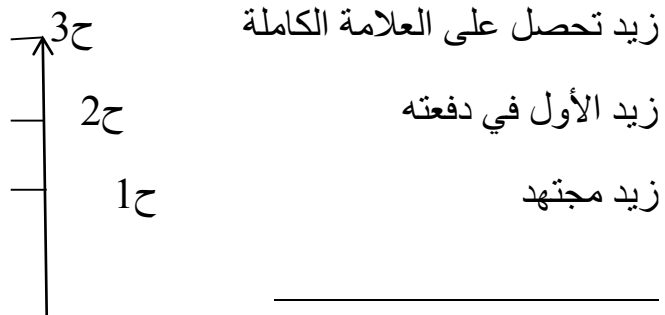 زيد تحصل على العلامة الكاملة ح3
زيد الأول في دفعته ح2
زيد مجتهد ح1